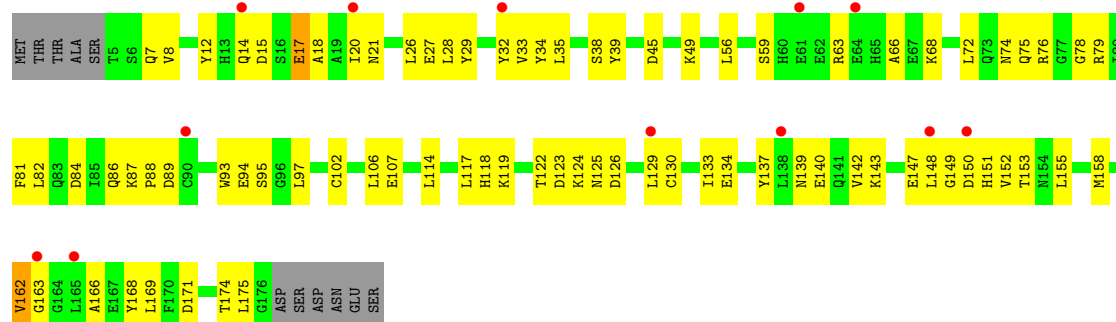 MET THR THR ALA SER T5 S6 Q7 V8 Y12 H13 Q14 D15 S16 E17 A18 A19 I20 N21 L26 E27 L28 Y29 Y32 V33 Y34 L35 S38 Y39 D45 K49 L56 S59 H60 E61 E62 R63 E64 H65 A66 E67 K68 L72 Q73 N74 Q75 R76 G77 G78 R79
F81 L82 Q83 D84 I85 Q86 K87 P88 D89 C90 W93 E94 S95 G96 L97 C102 L106 E107 L114 L117 H118 K119 T122 D123 K124 N125 D126 L129 C130 I133 E134 Y137 L138 N139 E140 Q141 V142 K143 E147 L148 G149 D150 H151 V152 T153 N154 L155 M158
V162 G163 G164 L165 A166 E167 Y168 L169 F170 D171 T174 L175 G176 ASP SER ASP ASN GLU SER